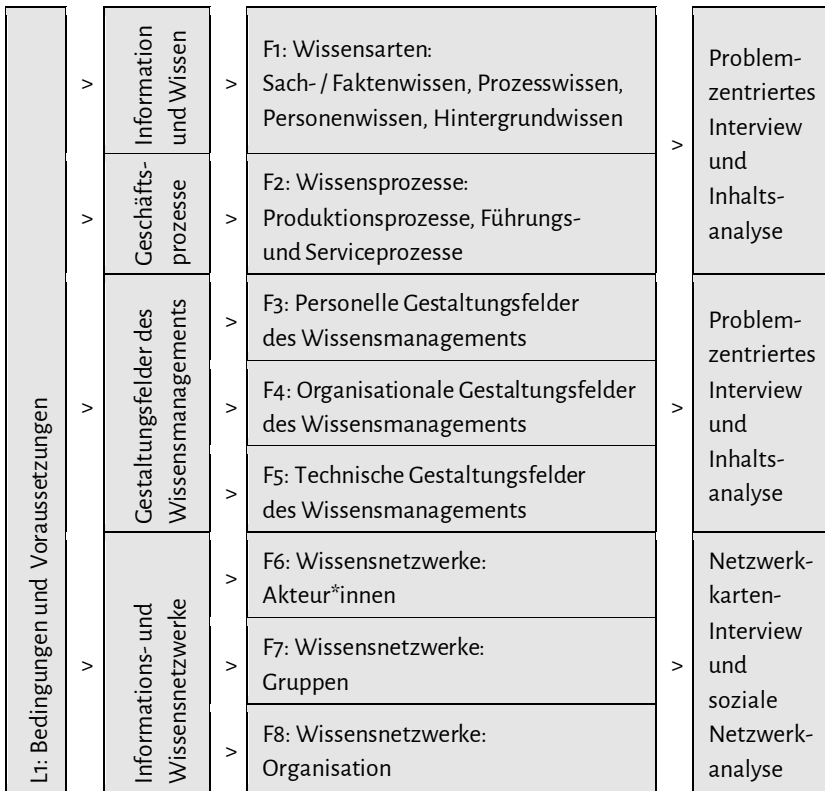 L1: Bedingungen und Voraussetzungen
>
Information
und Wissen
>
F1: Wissensarten:
Sach- / Faktenwissen, Prozesswissen,
Personenwissen, Hintergrundwissen
>
Problem-
zentriertes
Interview
und
Inhalts-
analyse
>
Geschäfts-
prozesse
>
F2: Wissensprozesse:
Produktionsprozesse, Führungs-
und Serviceprozesse
>
Gestaltungsfelder des
Wissensmanagements
>
F3: Personelle Gestaltungsfelder
des Wissensmanagements
>
F4: Organisationale Gestaltungsfelder
des Wissensmanagements
>
F5: Technische Gestaltungsfelder
des Wissensmanagements
>
Problem-
zentriertes
Interview
und
Inhalts-
analyse
>
Informations- und
Wissensnetzwerke
>
F6: Wissensnetzwerke:
Akteur*innen
>
F7: Wissensnetzwerke:
Gruppen
>
F8: Wissensnetzwerke:
Organisation
>
Netzwerk-
karten-
Interview
und
soziale
Netzwerk-
analyse